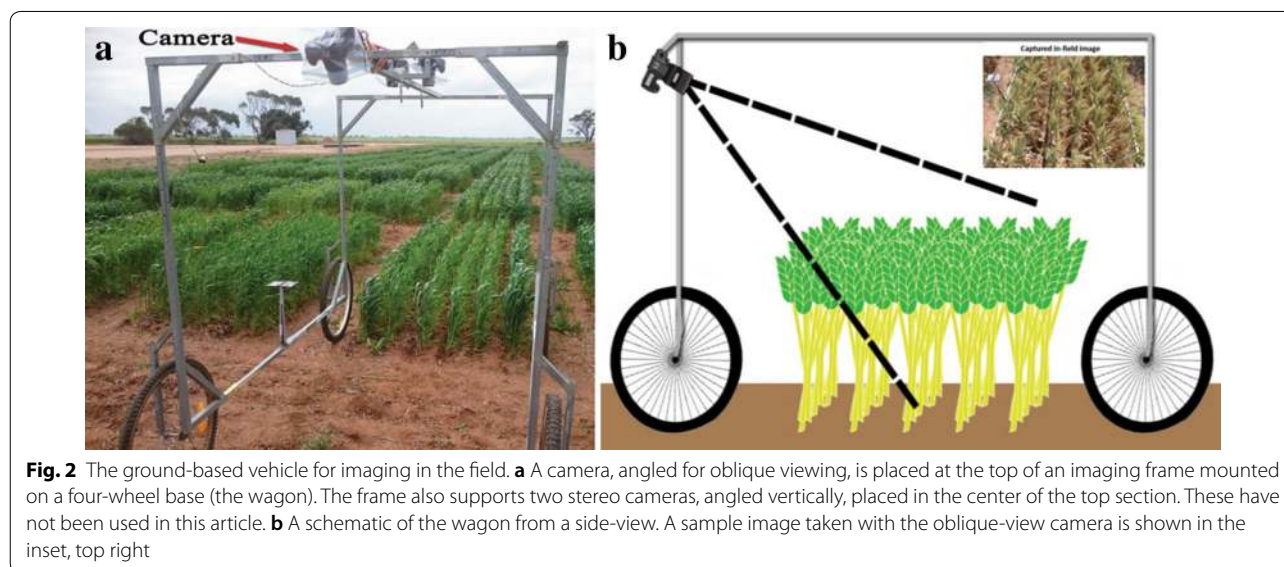 a
Camera
b
Captured in-field image
Fig. 2 The ground-based vehicle for imaging in the field. a A camera, angled for oblique viewing, is placed at the top of an imaging frame mounted
on a four-wheel base (the wagon). The frame also supports two stereo cameras, angled vertically, placed in the center of the top section. These have
not been used in this article. b A schematic of the wagon from a side-view. A sample image taken with the oblique-view camera is shown in the
inset, top right